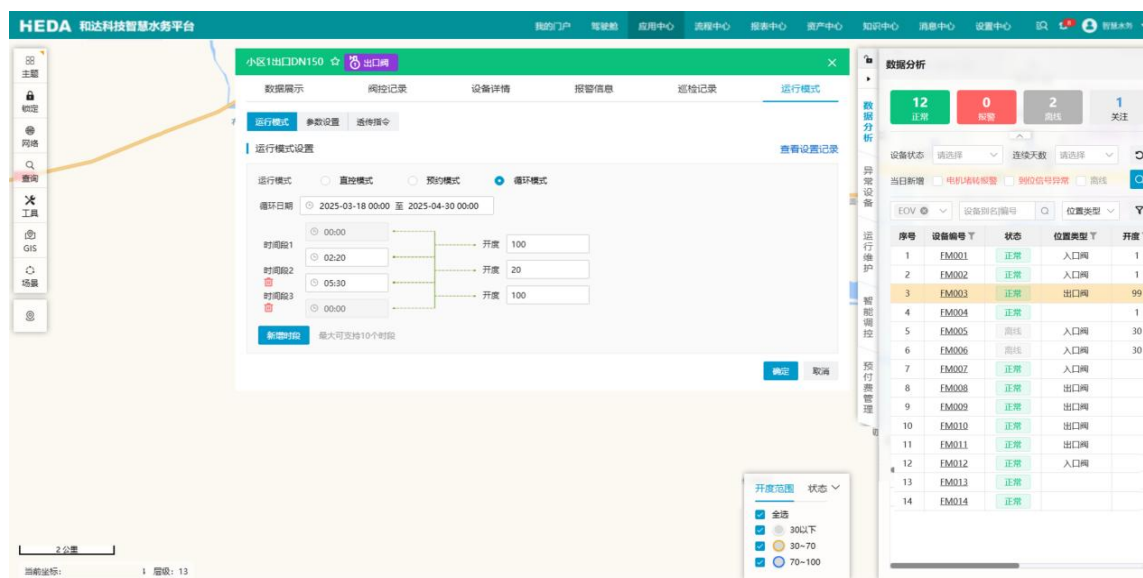 HEDA 和达科技智慧水务平台
我的门户 驾驶舱 应用中心 流程中心 报表中心 资产中心 知识中心 消息中心 设置中心
主题
锁定
网络
查询
工具
GIS
场景
小区1出口DN150 出口阀
数据展示 阀控记录 设备详情 报警信息 巡检记录 运行模式
运行模式 参数设置 透传指令
运行模式设置 查看设置记录
运行模式 直控模式 预约模式 循环模式
循环日期 2025-03-18 00:00 至 2025-04-30 00:00
00:00
时间段1 开度 100
02:20
时间段2 开度 20
05:30
时间段3 开度 100
00:00
新增时段 最大可支持10个时段
确定 取消
数据分析
异常设备
运行维护
智能调控
预付费管理
数据分析
12 0 2 1
正常 报警 离线 关注
设备状态 请选择 连续天数 请选择
当日新增 电机堵转报警 到位信号异常 离线
EOV 设备别名|编号 位置类型
序号 设备编号 状态 位置类型 开度
1 FM001 正常 入口阀 1
2 FM002 正常 入口阀 1
3 FM003 正常 出口阀 99
4 FM004 正常 1
5 FM005 离线 入口阀 30
6 FM006 离线 入口阀 30
7 FM007 正常 入口阀
8 FM008 正常 出口阀
9 FM009 正常 出口阀
10 FM010 正常 出口阀
11 FM011 正常 出口阀
12 FM012 正常 入口阀
13 FM013 正常
14 FM014 正常
开度范围 状态
全选
30以下
30~70
70~100
2 公里
当前坐标: 层级: 13